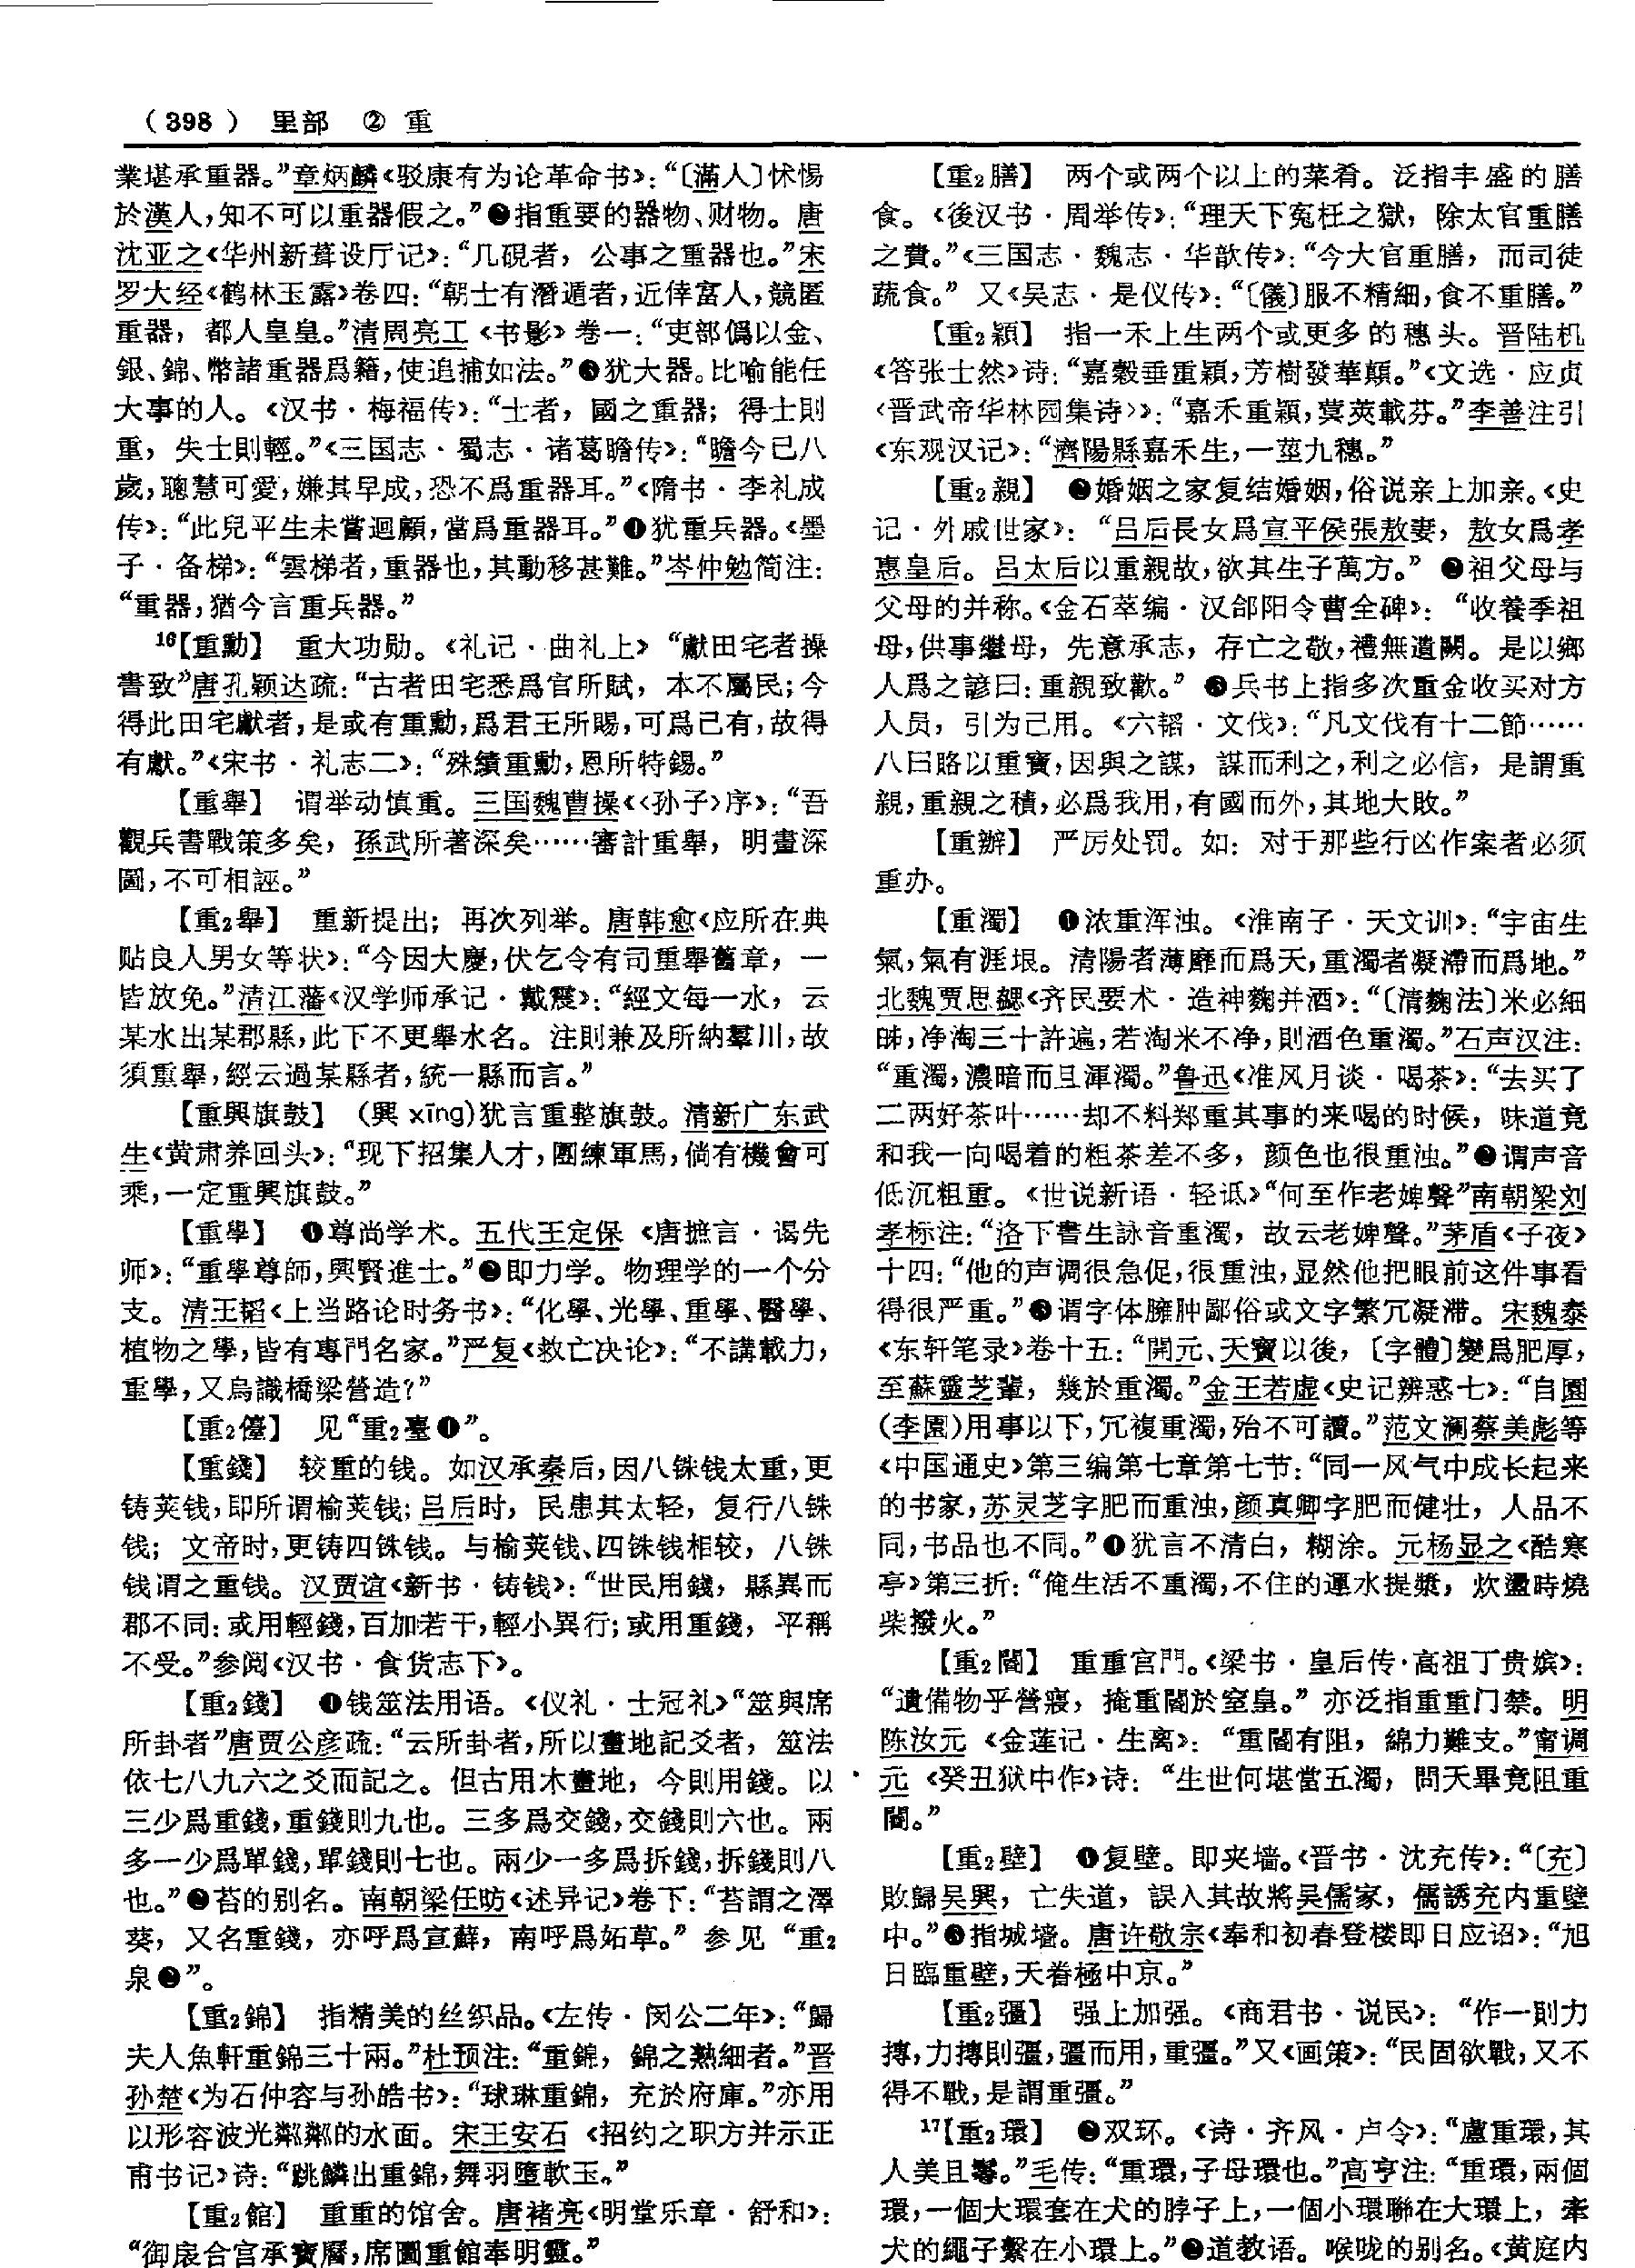 （398） 里部 ② 重
業堪承重器。”章炳麟《驳康有为论革命书》：“〔滿人〕怵惕
於漢人，知不可以重器假之。”❷指重要的器物、财物。唐
沈亚之《华州新葺设厅记》：“几硯者，公事之重器也。”宋
罗大经《鹤林玉露》卷四：“朝士有潛遁者，近倖富人，競匿
重器，都人皇皇。”清周亮工《书影》卷一：“吏部僞以金、
銀、錦、幣諸重器爲籍，使追捕如法。”❸犹大器。比喻能任
大事的人。《汉书·梅福传》：“士者，國之重器；得士則
重，失士則輕。”《三国志·蜀志·诸葛瞻传》：“瞻今已八
歲，聰慧可愛，嫌其早成，恐不爲重器耳。”《隋书·李礼成
传》：“此兒平生未嘗迴顧，當爲重器耳。”❹犹重兵器。《墨
子·备梯》：“雲梯者，重器也，其動移甚難。”岑仲勉简注：
“重器，猶今言重兵器。”
16【重勳】 重大功勋。《礼记·曲礼上》“獻田宅者操
書致”唐孔颖达疏：“古者田宅悉爲官所賦，本不屬民；今
得此田宅獻者，是或有重勳，爲君王所賜，可爲己有，故得
有獻。”《宋书·礼志二》：“殊績重勳，恩所特錫。”
【重舉】 谓举动慎重。三国魏曹操《〈孙子〉序》：“吾
觀兵書戰策多矣，孫武所著深矣……審計重舉，明畫深
圖，不可相誣。”
【重2舉】 重新提出；再次列举。唐韩愈《应所在典
贴良人男女等状》：“今因大慶，伏乞令有司重舉舊章，一
皆放免。”清江藩《汉学师承记·戴震》：“經文每一水，云
某水出某郡縣，此下不更舉水名。注則兼及所納羣川，故
須重舉，經云過某縣者，統一縣而言。”
【重興旗鼓】 （興 xīng）犹言重整旗鼓。清新广东武
生《黄肃养回头》：“现下招集人才，團練軍馬，倘有機會可
乘，一定重興旗鼓。”
【重學】 ❶尊尚学术。五代王定保《唐摭言·谒先
师》：“重學尊師，興賢進士。”❷即力学。物理学的一个分
支。清王韬《上当路论时务书》：“化學、光學、重學、醫學、
植物之學，皆有專門名家。”严复《救亡决论》：“不講載力，
重學，又烏識橋梁營造？”
【重2儓】 见“重2臺❶”。
【重錢】 较重的钱。如汉承秦后，因八铢钱太重，更
铸荚钱，即所谓榆荚钱；吕后时，民患其太轻，复行八铢
钱；文帝时，更铸四铢钱。与榆荚钱、四铢钱相较，八铢
钱谓之重钱。汉贾谊《新书·铸钱》：“世民用錢，縣異而
郡不同：或用輕錢，百加若干，輕小異行；或用重錢，平稱
不受。”参阅《汉书·食货志下》。
【重2錢】 ❶钱筮法用语。《仪礼·士冠礼》“筮與席
所卦者”唐贾公彦疏：“云所卦者，所以畫地記爻者，筮法
依七八九六之爻而記之。但古用木畫地，今則用錢。以
三少爲重錢，重錢則九也。三多爲交錢，交錢則六也。兩
多一少爲單錢，單錢則七也。兩少一多爲拆錢，拆錢則八
也。”❷苔的别名。南朝梁任昉《述异记》卷下：“苔謂之澤
葵，又名重錢，亦呼爲宣蘚，南呼爲妬草。”参见“重2
泉❷”。
【重2錦】 指精美的丝织品。《左传·闵公二年》：“歸
夫人魚軒重錦三十兩。”杜预注：“重錦，錦之熟細者。”晋
孙楚《为石仲容与孙皓书》：“球琳重錦，充於府庫。”亦用
以形容波光粼粼的水面。宋王安石《招约之职方并示正
甫书记》诗：“跳鱗出重錦，舞羽墮軟玉。”
【重2館】 重重的馆舍。唐褚亮《明堂乐章·舒和》：
“御扆合宫承寶曆，席圖重館奉明靈。”
【重2膳】 两个或两个以上的菜肴。泛指丰盛的膳
食。《後汉书·周举传》：“理天下冤枉之獄，除太官重膳
之費。”《三国志·魏志·华歆传》：“今大官重膳，而司徒
蔬食。”又《吴志·是仪传》：“〔儀〕服不精細，食不重膳。”
【重2穎】 指一禾上生两个或更多的穗头。晋陆机
《答张士然》诗：“嘉穀垂重穎，芳樹發華顛。”《文选·应贞
〈晋武帝华林园集诗〉》：“嘉禾重穎，蓂莢載芬。”李善注引
《东观汉记》：“濟陽縣嘉禾生，一莖九穗。”
【重2親】 ❶婚姻之家复结婚姻，俗说亲上加亲。《史
记·外戚世家》：“吕后長女爲宣平侯張敖妻，敖女爲孝
惠皇后。吕太后以重親故，欲其生子萬方。”❷祖父母与
父母的并称。《金石萃编·汉郃阳令曹全碑》：“收養季祖
母，供事繼母，先意承志，存亡之敬，禮無遺闕。是以鄉
人爲之諺曰：重親致歡。”❸兵书上指多次重金收买对方
人员，引为己用。《六韬·文伐》：“凡文伐有十二節……
八曰賂以重寶，因與之謀，謀而利之，利之必信，是謂重
親，重親之積，必爲我用，有國而外，其地大敗。”
【重辦】 严厉处罚。如：对于那些行凶作案者必须
重办。
【重濁】 ❶浓重浑浊。《淮南子·天文训》：“宇宙生
氣，氣有涯垠。清陽者薄靡而爲天，重濁者凝滯而爲地。”
北魏贾思勰《齐民要术·造神麴并酒》：“〔清麴法〕米必細
𦥑，净淘三十許遍，若淘米不净，則酒色重濁。”石声汉注：
“重濁，濃暗而且渾濁。”鲁迅《准风月谈·喝茶》：“去买了
二两好茶叶……却不料郑重其事的来喝的时候，味道竟
和我一向喝着的粗茶差不多，颜色也很重浊。”❷谓声音
低沉粗重。《世说新语·轻诋》“何至作老婢聲”南朝梁刘
孝标注：“洛下書生詠音重濁，故云老婢聲。”茅盾《子夜》
十四：“他的声调很急促，很重浊，显然他把眼前这件事看
得很严重。”❸谓字体臃肿鄙俗或文字繁冗凝滞。宋魏泰
《东轩笔录》卷十五：“開元、天寶以後，〔字體〕變爲肥厚，
至蘇靈芝輩，幾於重濁。”金王若虚《史记辨惑七》：“自園
（李園）用事以下，冗複重濁，殆不可讀。”范文澜蔡美彪等
《中国通史》第三编第七章第七节：“同一风气中成长起来
的书家，苏灵芝字肥而重浊，颜真卿字肥而健壮，人品不
同，书品也不同。”❹犹言不清白，糊涂。元杨显之《酷寒
亭》第三折：“俺生活不重濁，不住的運水提漿，炊盪時燒
柴撥火。”
【重2閽】 重重宫門。《梁书·皇后传·高祖丁贵嫔》：
“遺備物乎營寢，掩重閽於窒皇。”亦泛指重重门禁。明
陈汝元《金莲记·生离》：“重閽有阻，綿力難支。”甯调
元《癸丑狱中作》诗：“生世何堪當五濁，問天畢竟阻重
閽。”
【重2壁】 ❶复壁。即夹墙。《晋书·沈充传》：“〔充〕
敗歸吴興，亡失道，誤入其故將吴儒家，儒誘充内重壁
中。”❷指城墙。唐许敬宗《奉和初春登楼即日应诏》：“旭
日臨重壁，天眷極中京。”
【重2彊】 强上加强。《商君书·说民》：“作一則力
摶，力摶則彊，彊而用，重彊。”又《画策》：“民固欲戰，又不
得不戰，是謂重彊。”
17【重2環】 ❶双环。《诗·齐风·卢令》：“盧重環，其
人美且鬈。”毛传：“重環，子母環也。”高亨注：“重環，兩個
環，一個大環套在犬的脖子上，一個小環聯在大環上，牽
犬的繩子繫在小環上。”❷道教语。喉咙的别名。《黄庭内